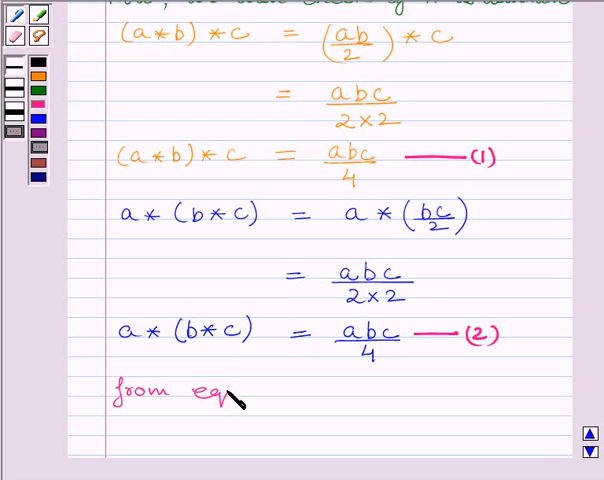 (a * b) * c = (ab/2) * c
= abc / 2×2
(a * b) * c = abc/4 —— (1)
a * (b * c) = a * (bc/2)
= abc / 2×2
a * (b * c) = abc/4 —— (2)
from eq